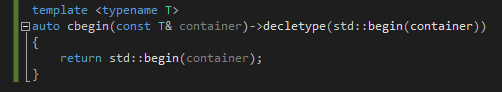 template <typename T>
auto cbegin(const T& container)->decletype(std::begin(container))
{
    return std::begin(container);
}